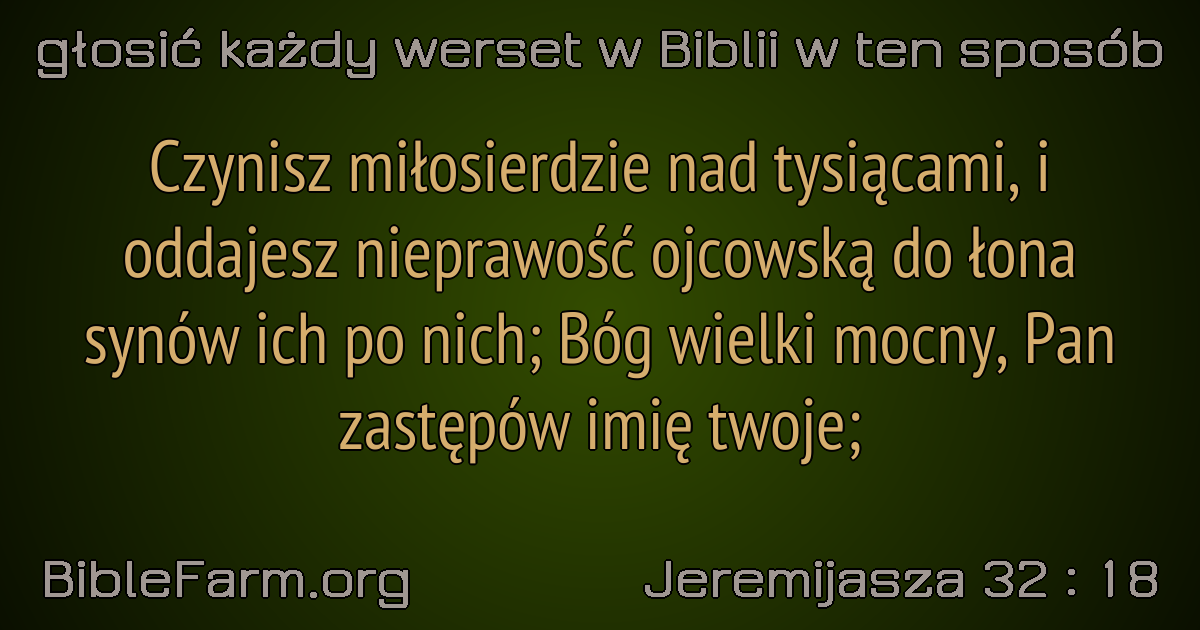 głosić każdy werset w Biblii w ten sposób
Czynisz miłosierdzie nad tysiącami, i
oddajesz nieprawość ojcowską do łona
synów ich po nich; Bóg wielki mocny, Pan
zastępów imię twoje;
BibleFarm.org
Jeremijasza 32 : 18